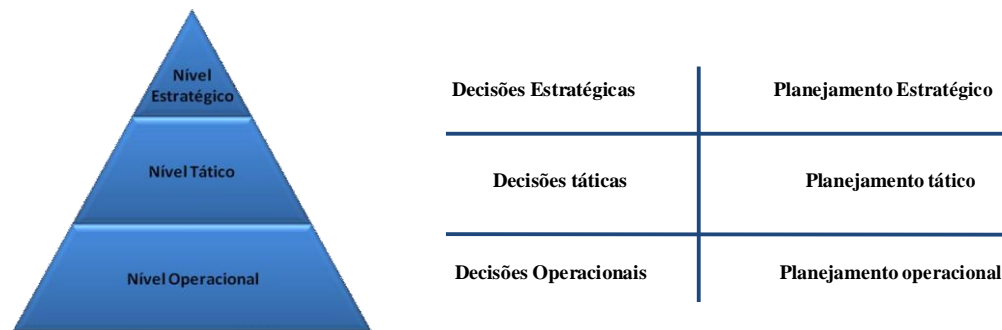 Nível
Estratégico
Decisões Estratégicas
Planejamento Estratégico
Nível Tático
Decisões táticas
Planejamento tático
Nível Operacional
Decisões Operacionais
Planejamento operacional